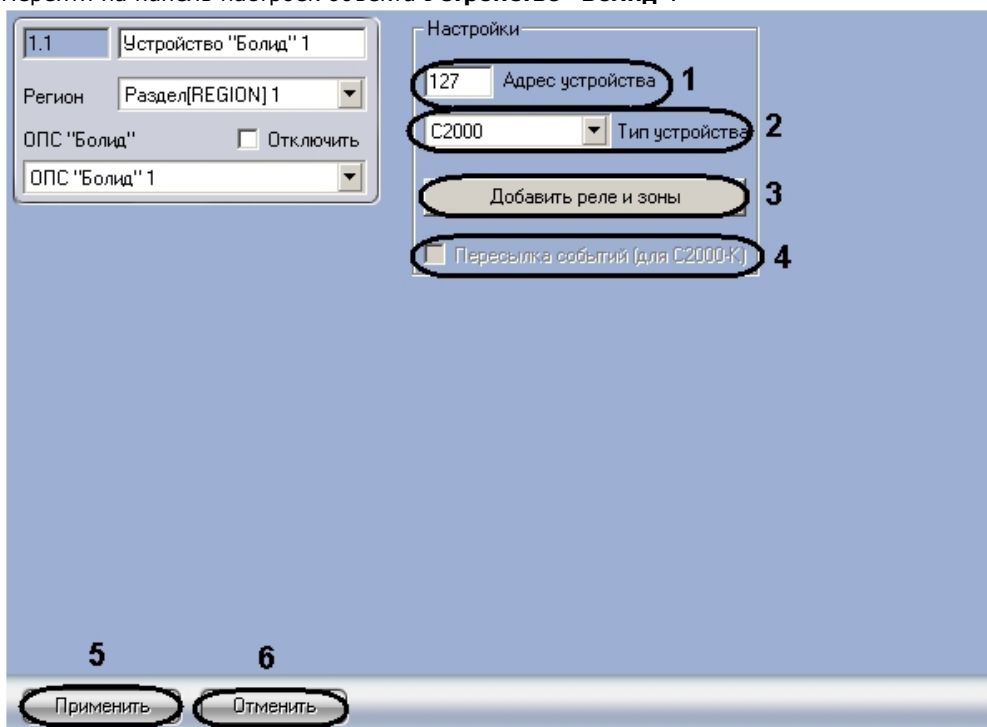 Перейти на панель настроек объекта Устройство "Болид".
1.1 Устройство "Болид" 1
Регион Раздел[REGION] 1
ОПС "Болид" Отключить
ОПС "Болид" 1
Настройки
127 Адрес устройства 1
С2000 Тип устройства 2
Добавить реле и зоны 3
Пересылка событий (для С2000-К) 4
5 6
Применить Отменить